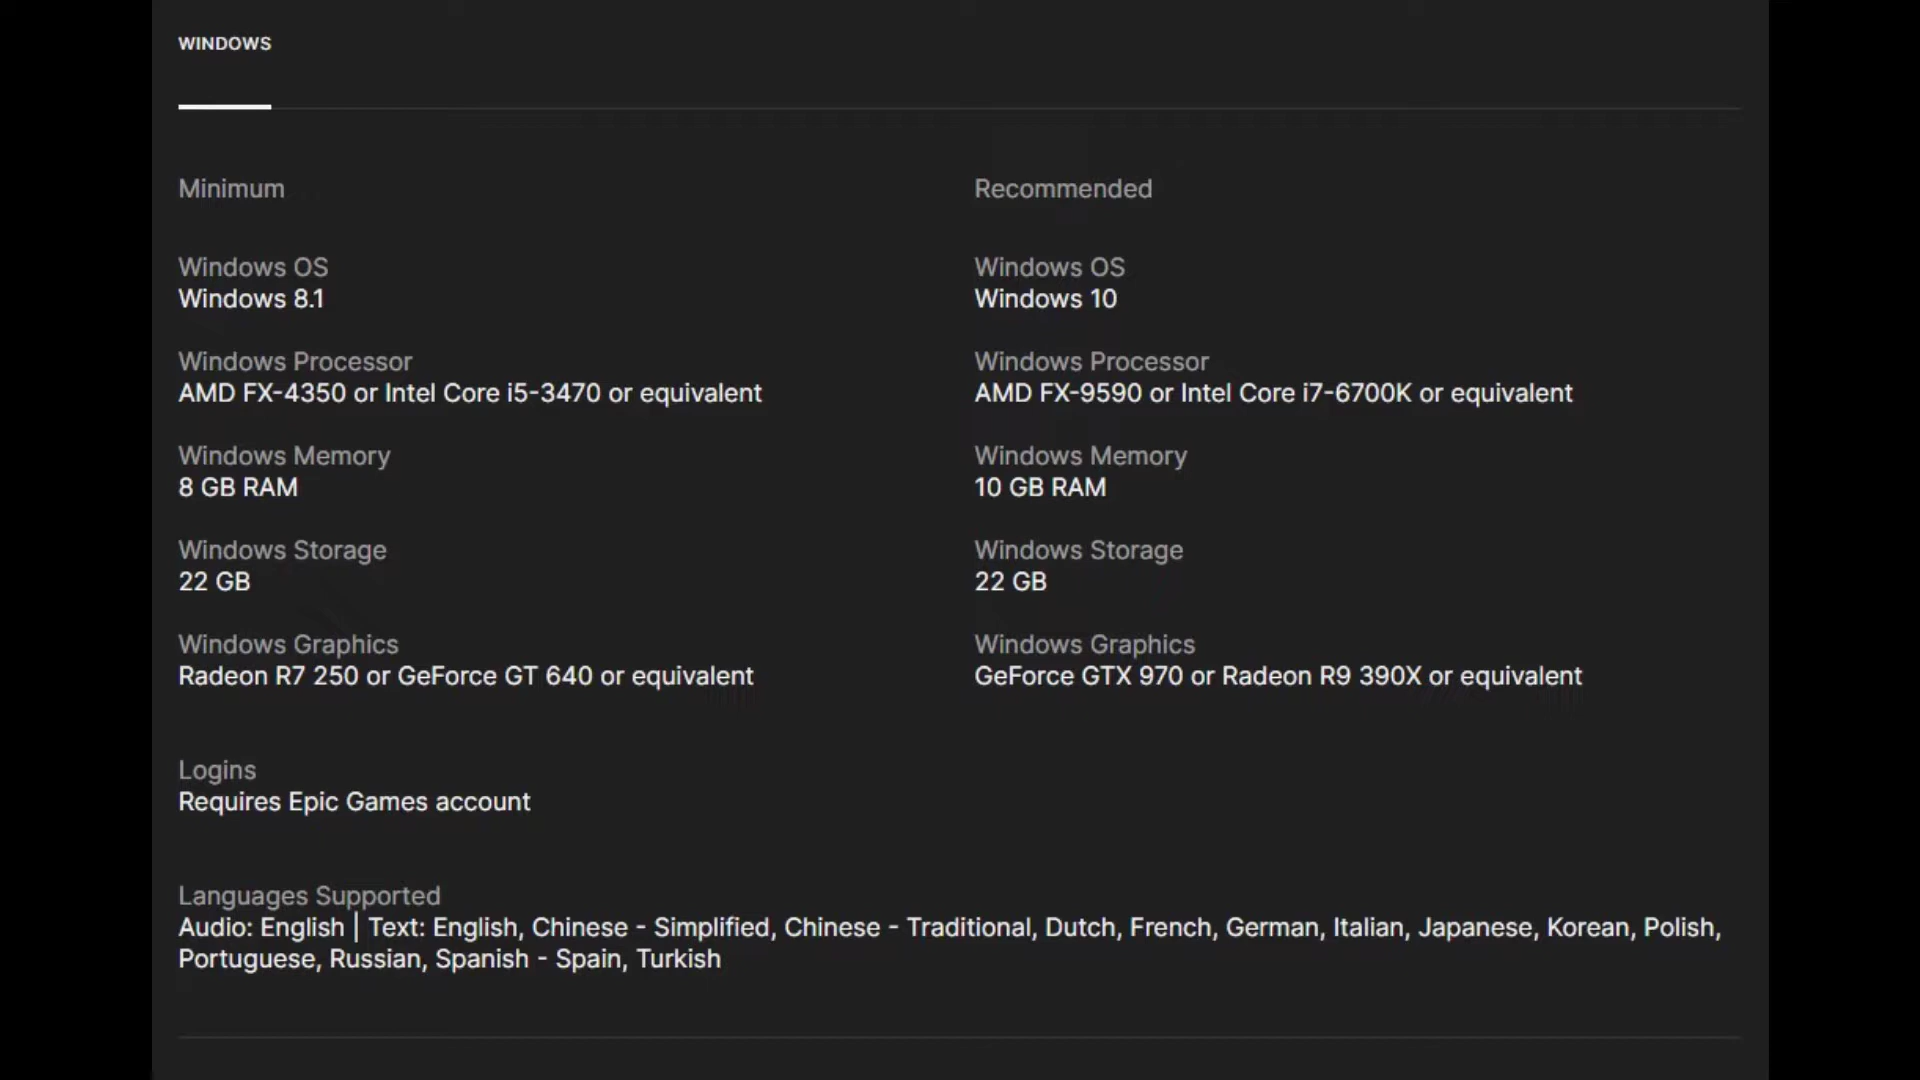 WINDOWS
Minimum
Recommended
Windows OS
Windows 8.1
Windows OS
Windows 10
Windows Processor
AMD FX-4350 or Intel Core i5-3470 or equivalent
Windows Processor
AMD FX-9590 or Intel Core i7-6700K or equivalent
Windows Memory
8 GB RAM
Windows Memory
10 GB RAM
Windows Storage
22 GB
Windows Storage
22 GB
Windows Graphics
Radeon R7 250 or GeForce GT 640 or equivalent
Windows Graphics
GeForce GTX 970 or Radeon R9 390X or equivalent
Logins
Requires Epic Games account
Languages Supported
Audio: English | Text: English, Chinese - Simplified, Chinese - Traditional, Dutch, French, German, Italian, Japanese, Korean, Polish,
Portuguese, Russian, Spanish - Spain, Turkish